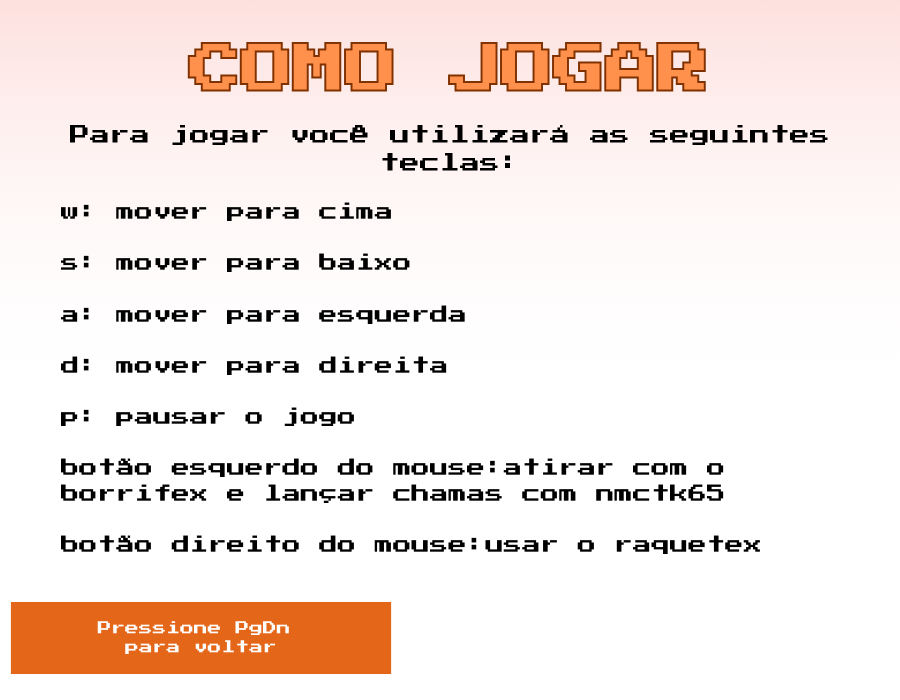 COMO JOGAR
Para jogar você utilizará as seguintes
teclas:
w: mover para cima
s: mover para baixo
a: mover para esquerda
d: mover para direita
p: pausar o jogo
botão esquerdo do mouse:atirar com o
borrifex e lançar chamas com nmctk65
botão direito do mouse:usar o raquetex
Pressione PgDn
para voltar